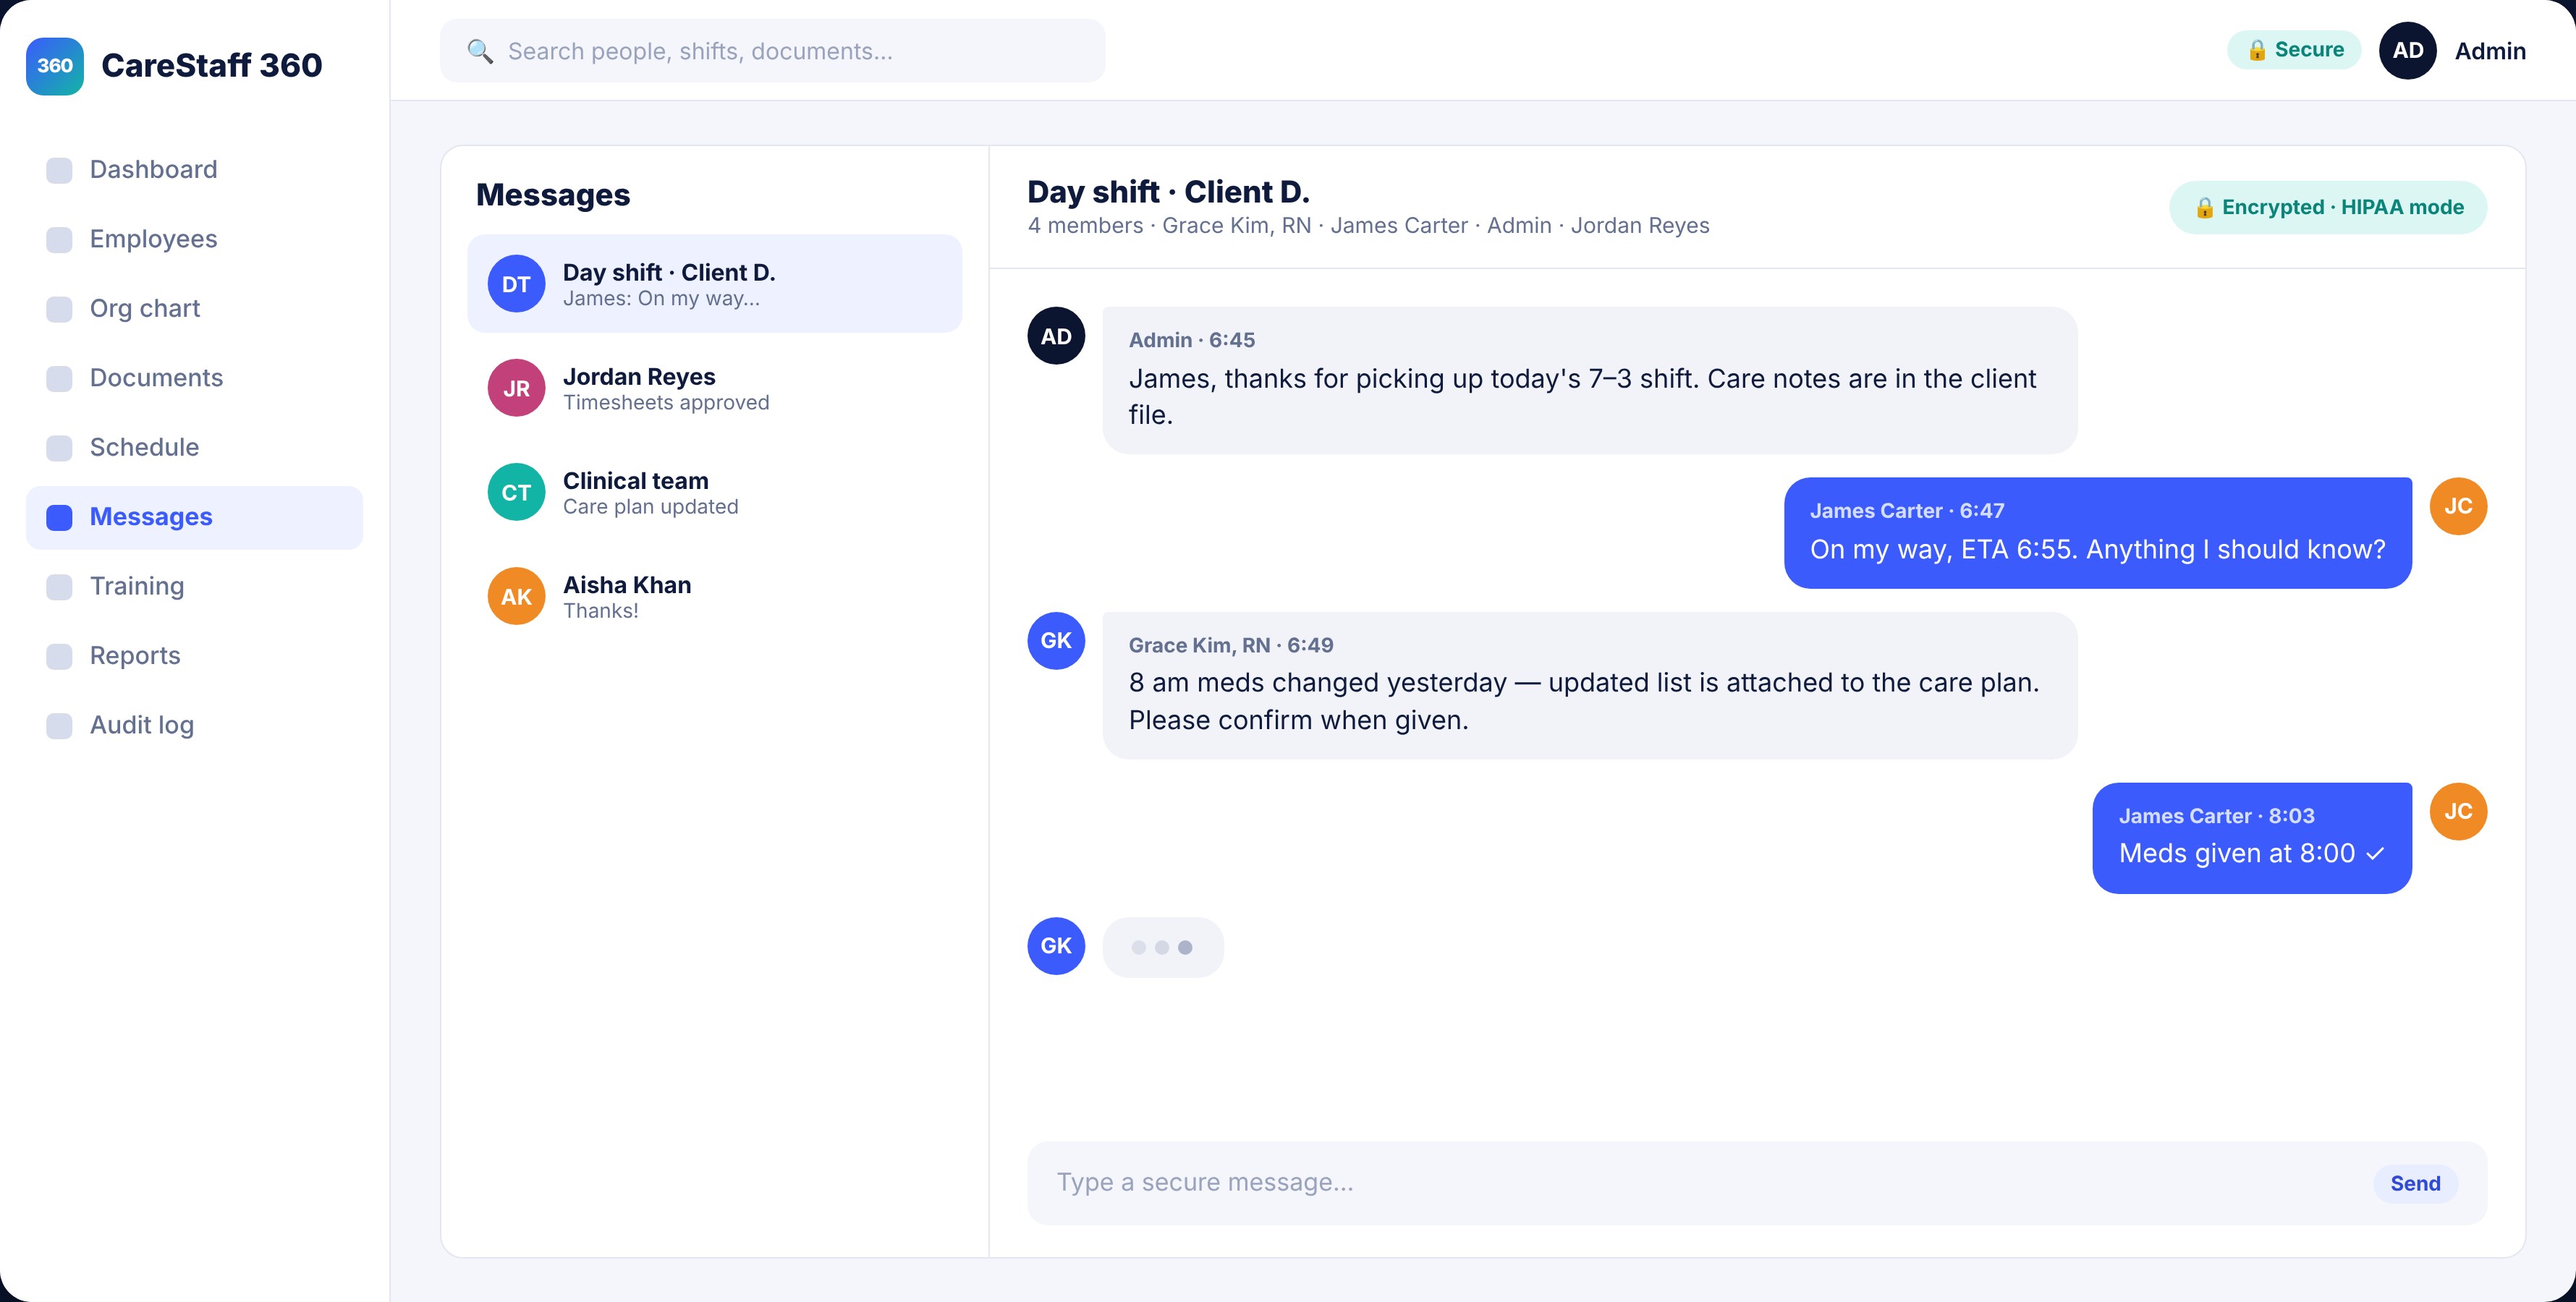 360 CareStaff 360
Dashboard
Employees
Org chart
Documents
Schedule
Messages
Training
Reports
Audit log
🔍 Search people, shifts, documents...
🔒 Secure
AD Admin
Messages
DT
Day shift · Client D.
James: On my way...
JR
Jordan Reyes
Timesheets approved
CT
Clinical team
Care plan updated
AK
Aisha Khan
Thanks!
Day shift · Client D.
4 members · Grace Kim, RN · James Carter · Admin · Jordan Reyes
🔒 Encrypted · HIPAA mode
AD
Admin · 6:45
James, thanks for picking up today's 7–3 shift. Care notes are in the client
file.
James Carter · 6:47
On my way, ETA 6:55. Anything I should know?
JC
GK
Grace Kim, RN · 6:49
8 am meds changed yesterday — updated list is attached to the care plan.
Please confirm when given.
James Carter · 8:03
Meds given at 8:00 ✓
JC
GK
Type a secure message...
Send